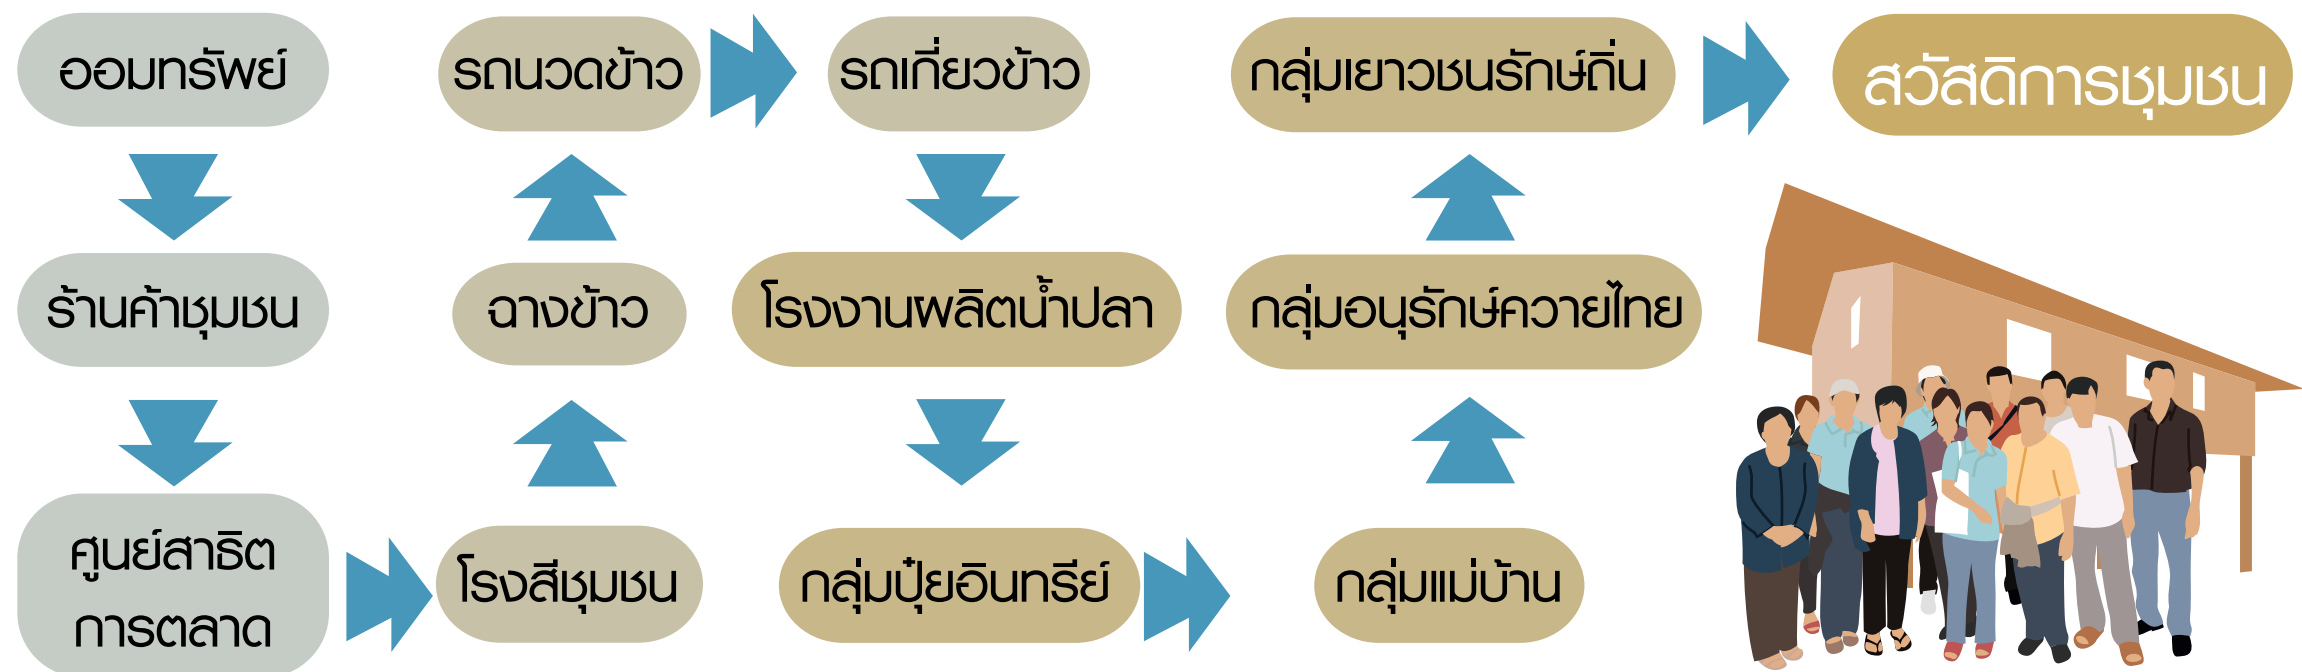 ออมทรัพย์
ร้านค้าชุมชน
ศูนย์สาธิต
การตลาด
โรงสีชุมชน
ฉางข้าว
รถนวดข้าว
รถเกี่ยวข้าว
โรงงานผลิตน้ำปลา
กลุ่มปุ๋ยอินทรีย์
กลุ่มแม่บ้าน
กลุ่มอนุรักษ์ควายไทย
กลุ่มเยาวชนรักษ์ถิ่น
สวัสดิการชุมชน